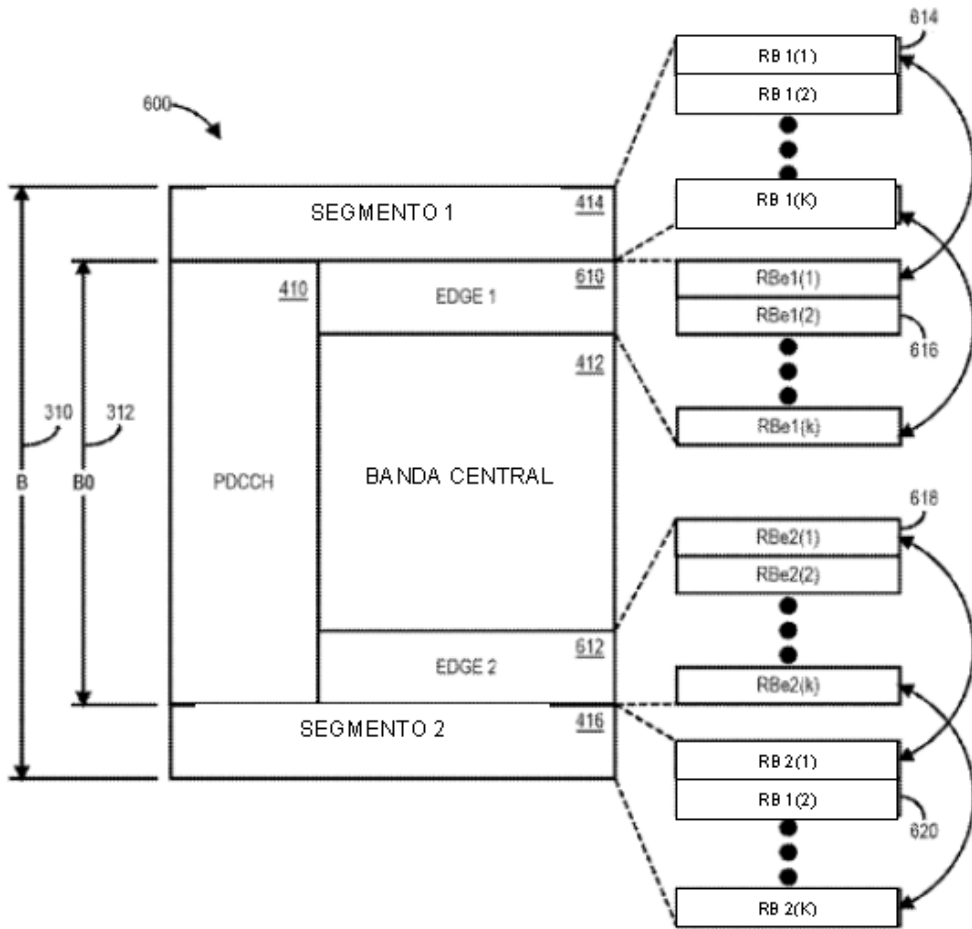 614
RB 1(1)
RB 1(2)
600
RB 1(K)
SEGMENTO 1
414
410
EDGE 1
610
RBe1(1)
RBe1(2)
616
412
310
312
RBe1(k)
B
B0
PDCCH
BANDA CENTRAL
618
RBe2(1)
RBe2(2)
EDGE 2
612
RBe2(k)
SEGMENTO 2
416
RB 2(1)
RB 1(2)
620
RB 2(K)